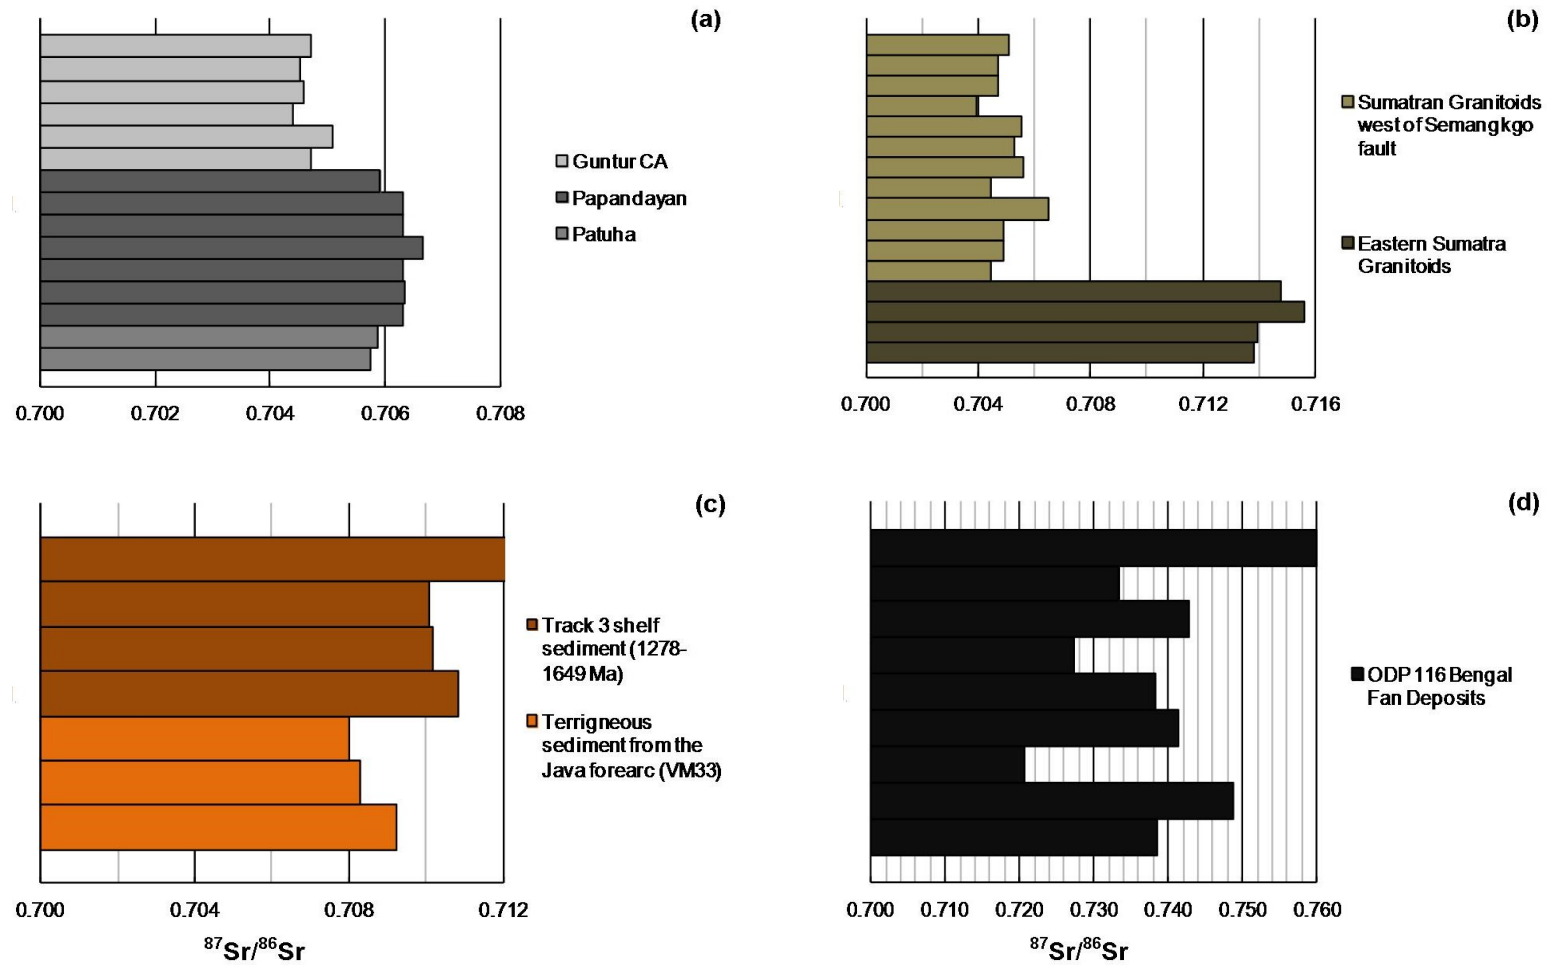 (a)
Guntur CA
Papandayan
Patuha
0.700 0.702 0.704 0.706 0.708
(b)
Sumatran Granitoids
west of Semangkgo
fault
Eastern Sumatra
Granitoids
0.700 0.704 0.708 0.712 0.716
(c)
Track 3 shelf
sediment (1278-
1649 Ma)
Terrigneous
sediment from the
Java forearc (VM33)
0.700 0.704 0.708 0.712
⁸⁷Sr/⁸⁶Sr
(d)
ODP 116 Bengal
Fan Deposits
0.700 0.710 0.720 0.730 0.740 0.750 0.760
⁸⁷Sr/⁸⁶Sr